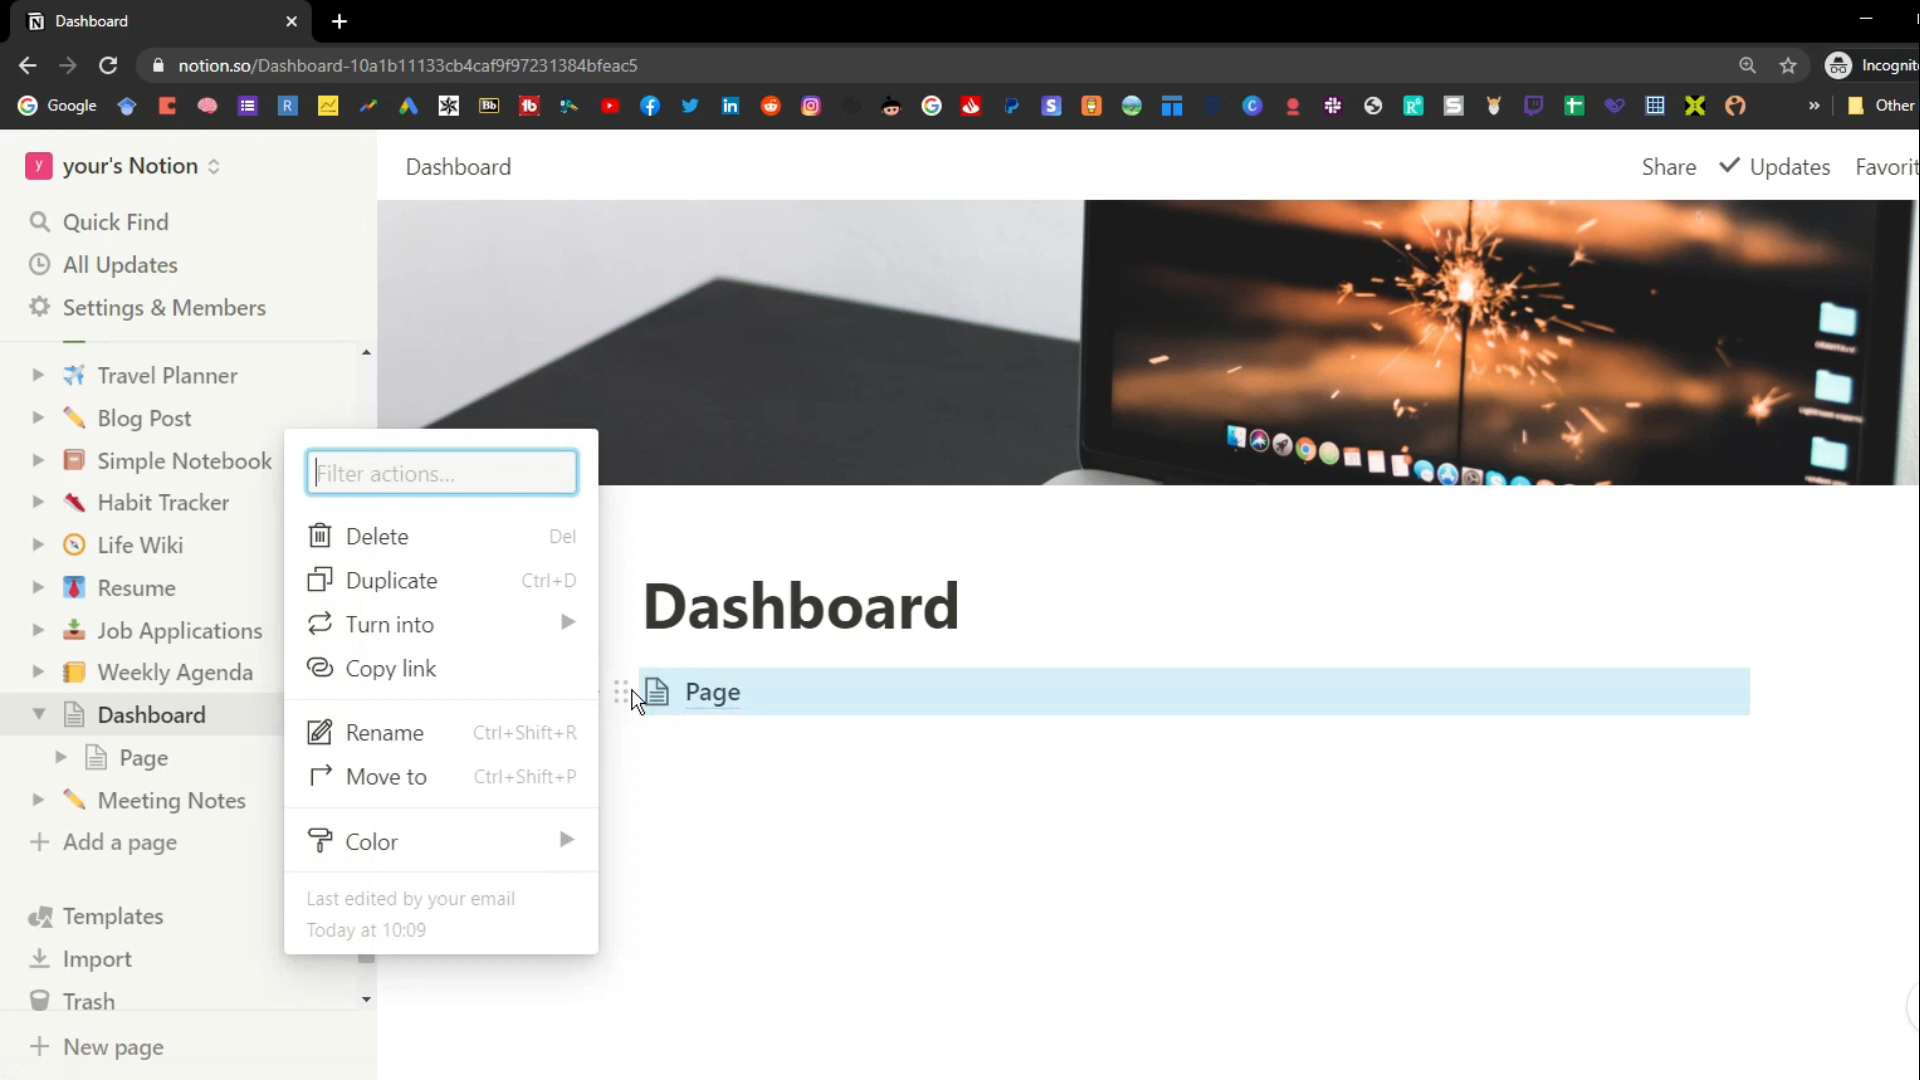 Dashboard
notion.so/Dashboard-10a1b11133cb4caf9f97231384bfeac5
Incognit
Google
R
Bb
Other
y your's Notion
Quick Find
All Updates
Settings & Members
Travel Planner
Blog Post
Simple Notebook
Habit Tracker
Life Wiki
Resume
Job Applications
Weekly Agenda
Dashboard
Page
Meeting Notes
Add a page
Templates
Import
Trash
New page
Filter actions...
Delete Del
Duplicate Ctrl+D
Turn into
Copy link
Rename Ctrl+Shift+R
Move to Ctrl+Shift+P
Color
Last edited by your email
Today at 10:09
Dashboard
Share Updates Favorit
Dashboard
Page